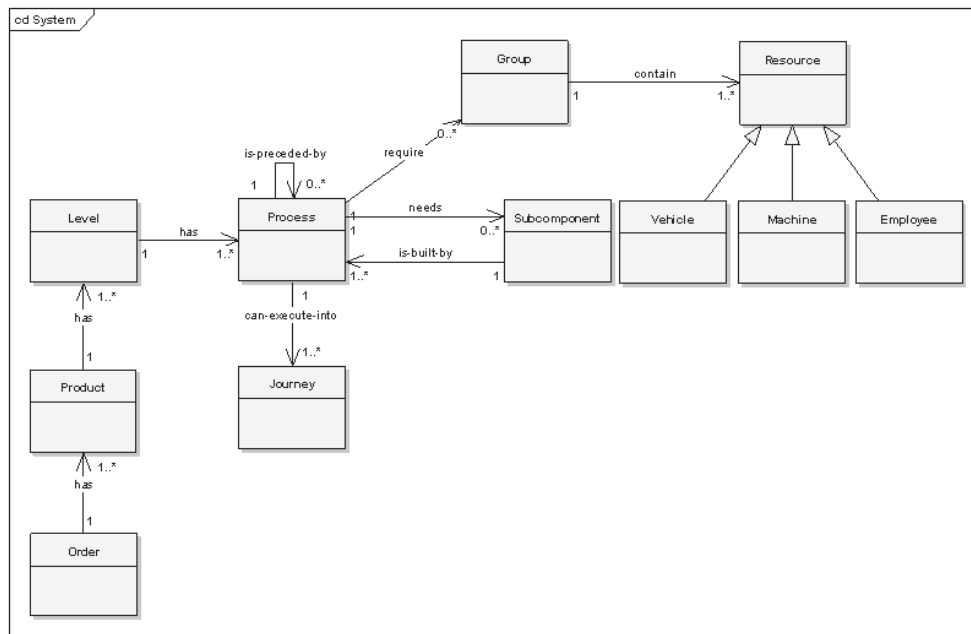 cd System
Group
Resource
contain
1
1..*
0..*
require
is-preceded-by
1
0..*
Level
Process
Subcomponent
Vehicle
Machine
Employee
needs
1
0..*
has
1
1..*
1
is-built-by
1..*
1
1
can-execute-into
1..*
Journey
1..*
has
1
Product
1..*
has
1
Order